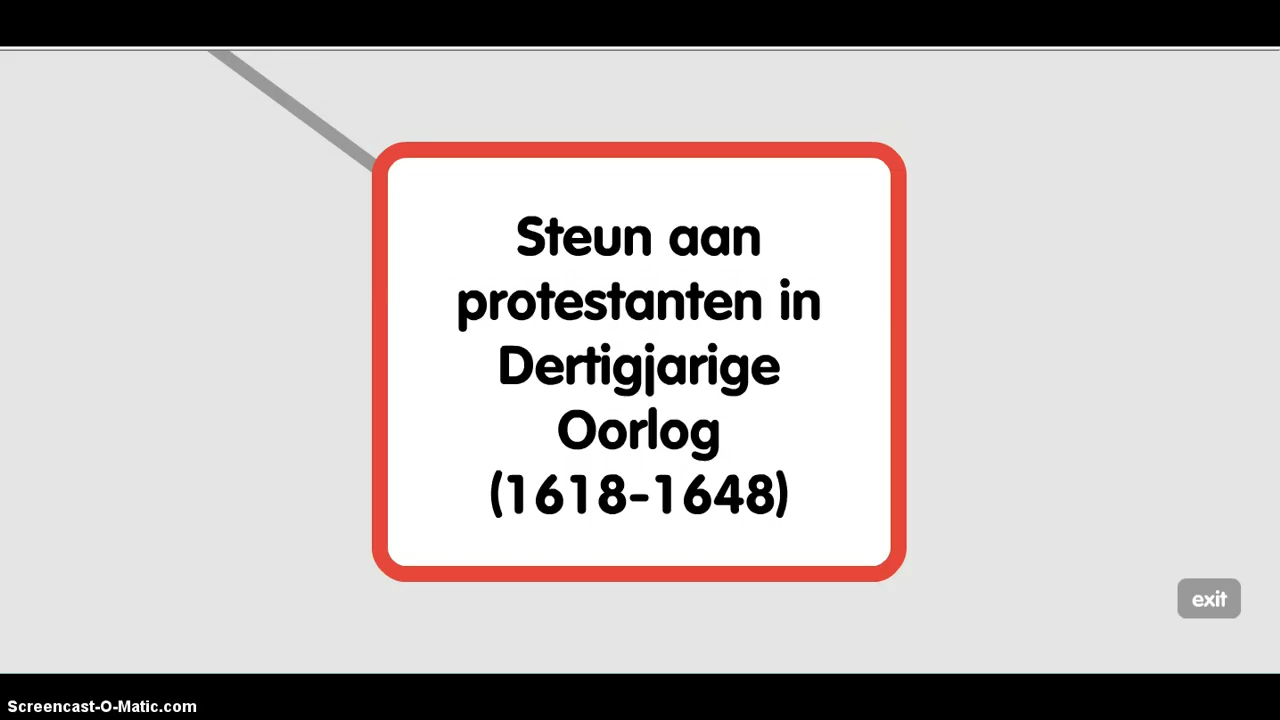 Steun aan
protestanten in
Dertigjarige
Oorlog
(1618-1648)
exit
Screencast-O-Matic.com